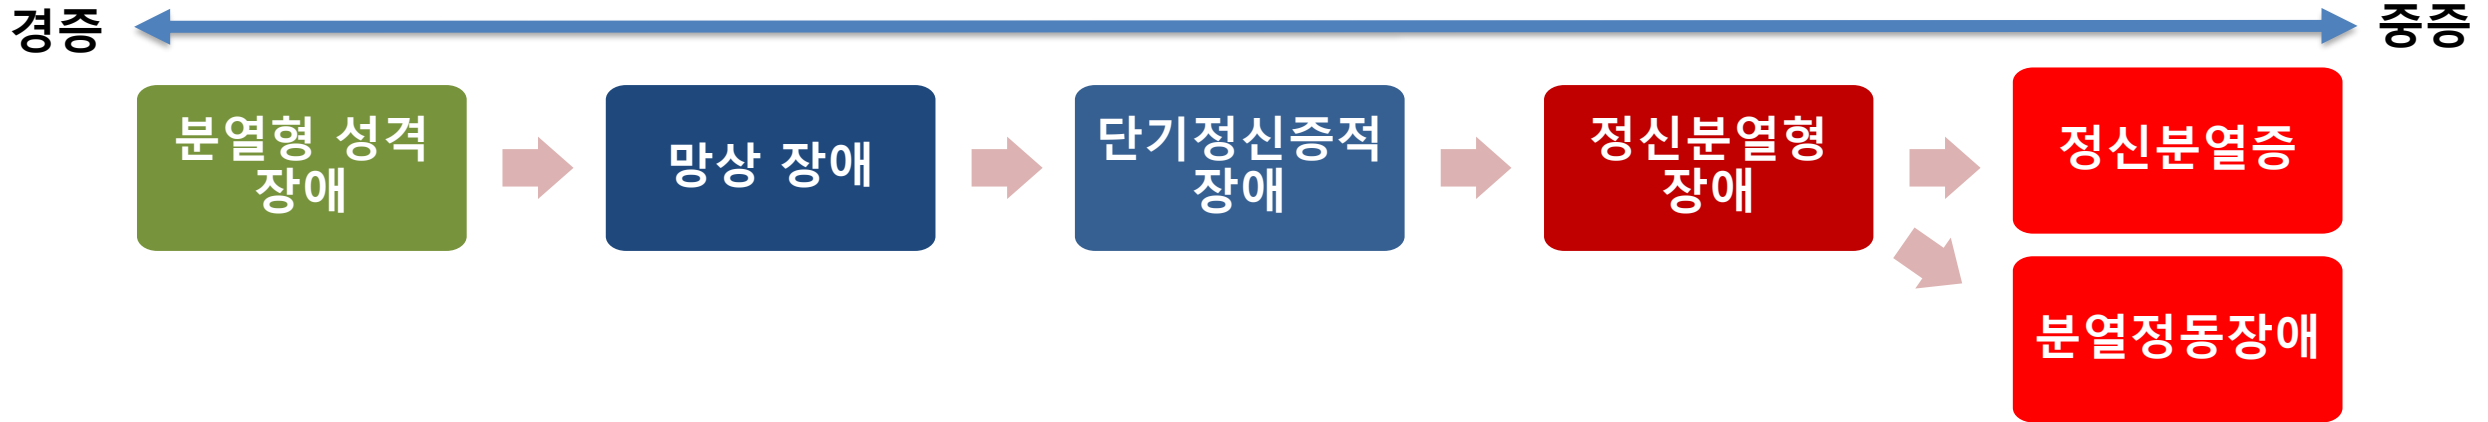 경증
중증
분열형 성격
장애
망상 장애
단기정신증적
장애
정신분열형
장애
정신분열증
분열정동장애